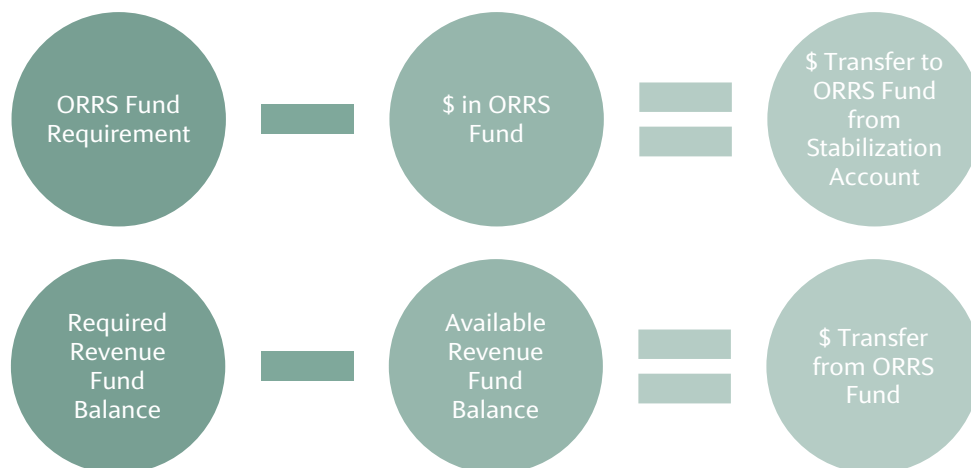 ORRS Fund
Requirement
$ in ORRS
Fund
$ Transfer to
ORRS Fund
from
Stabilization
Account
Required
Revenue
Fund
Balance
Available
Revenue
Fund
Balance
$ Transfer
from ORRS
Fund